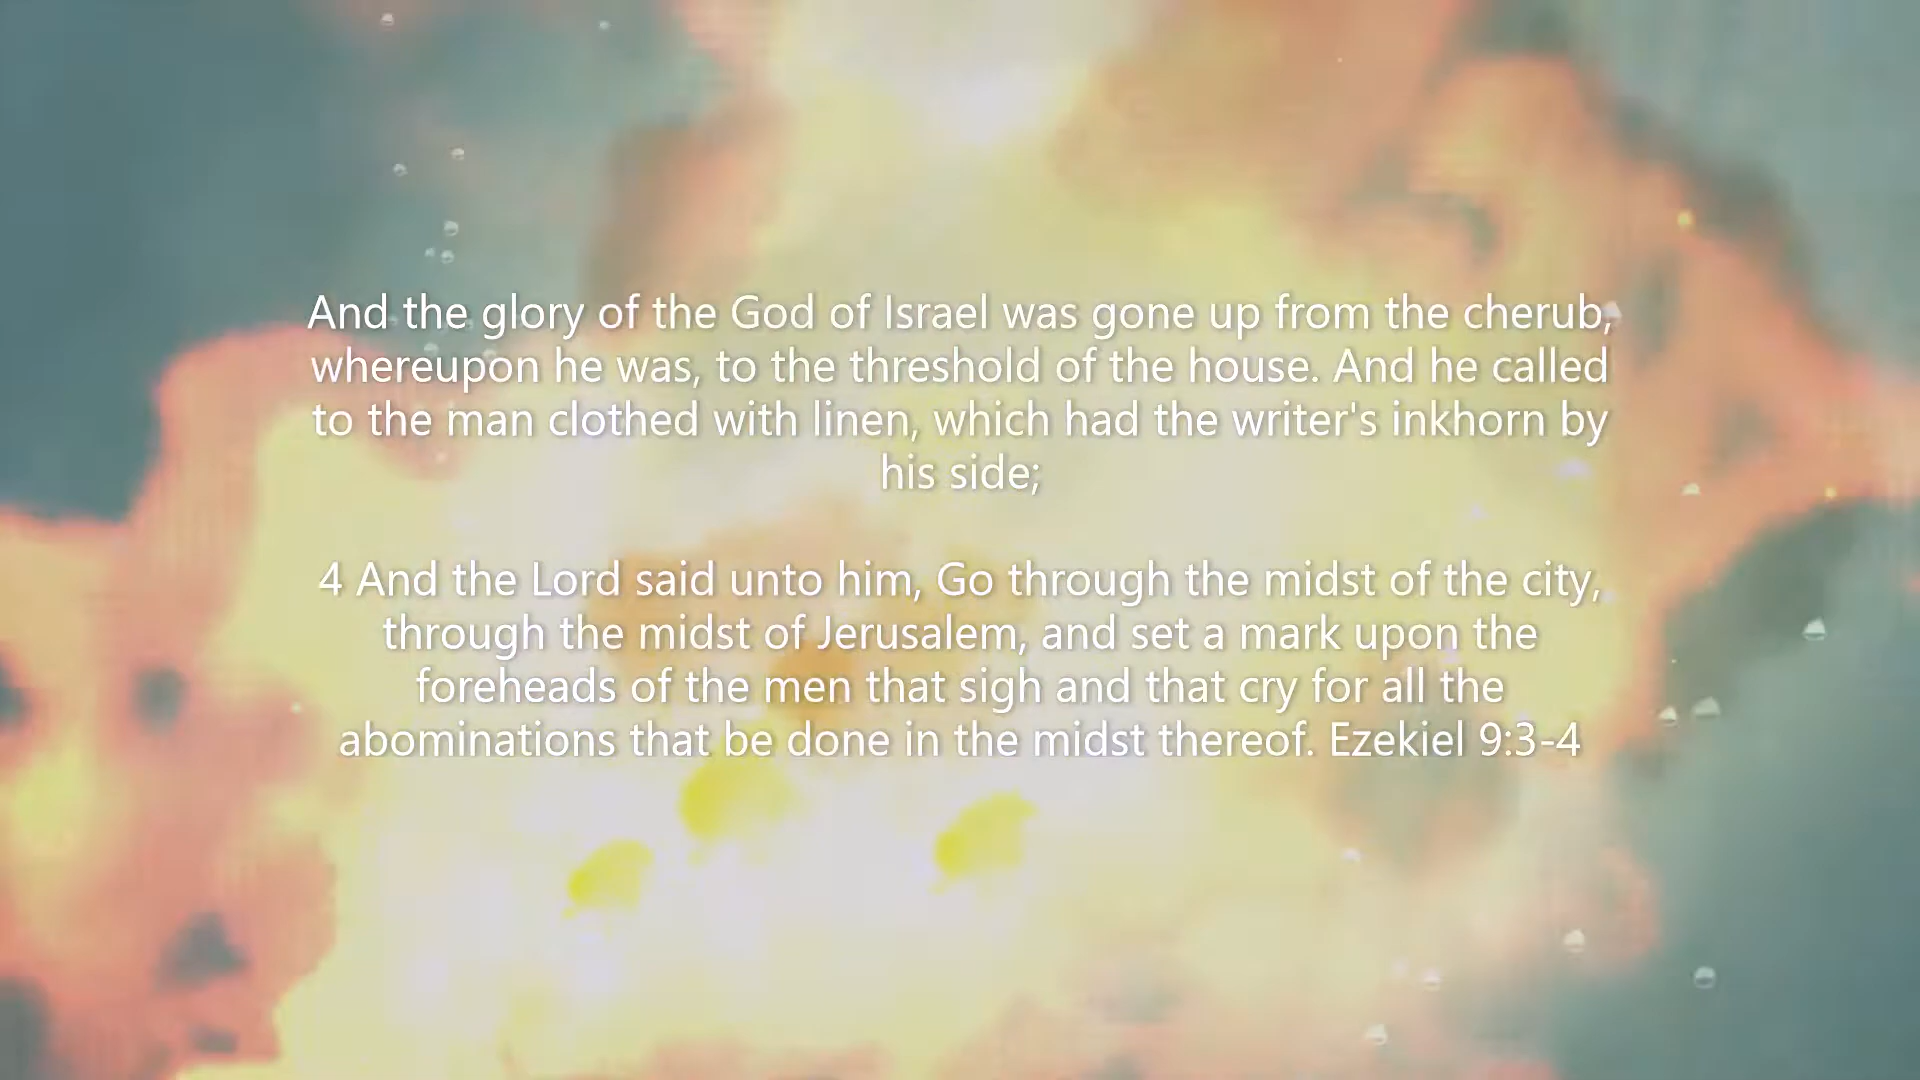 And the glory of the God of Israel was gone up from the cherub,
whereupon he was, to the threshold of the house. And he called
to the man clothed with linen, which had the writer's inkhorn by
his side;
4 And the Lord said unto him, Go through the midst of the city,
through the midst of Jerusalem, and set a mark upon the
foreheads of the men that sigh and that cry for all the
abominations that be done in the midst thereof. Ezekiel 9:3-4